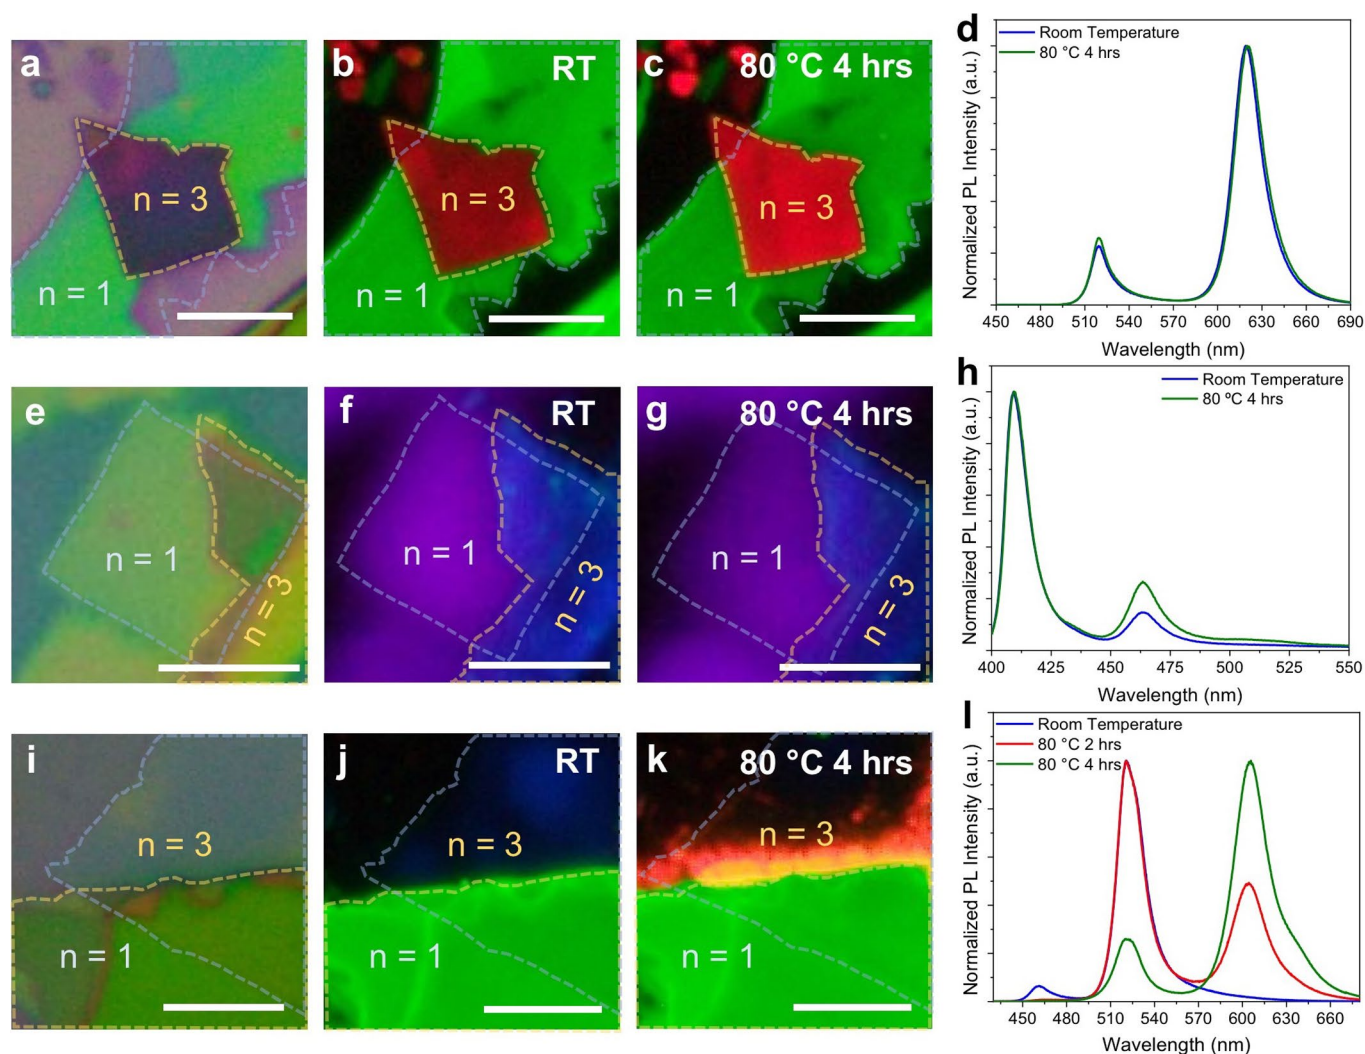 a
n = 3
n = 1
b
RT
n = 3
n = 1
c
80 °C 4 hrs
n = 3
n = 1
d
Room Temperature
80 °C 4 hrs
Normalized PL Intensity (a.u.)
450 480 510 540 570 600 630 660 690
Wavelength (nm)
e
n = 1
n = 3
f
RT
n = 1
n = 3
g
80 °C 4 hrs
n = 1
n = 3
h
Room Temperature
80 ºC 4 hrs
Normalized PL Intensity (a.u.)
400 425 450 475 500 525 550
Wavelength (nm)
i
n = 3
n = 1
j
RT
n = 3
n = 1
k
80 °C 4 hrs
n = 3
n = 1
l
Room Temperature
80 °C 2 hrs
80 °C 4 hrs
Normalized PL Intensity (a.u.)
450 480 510 540 570 600 630 660
Wavelength (nm)